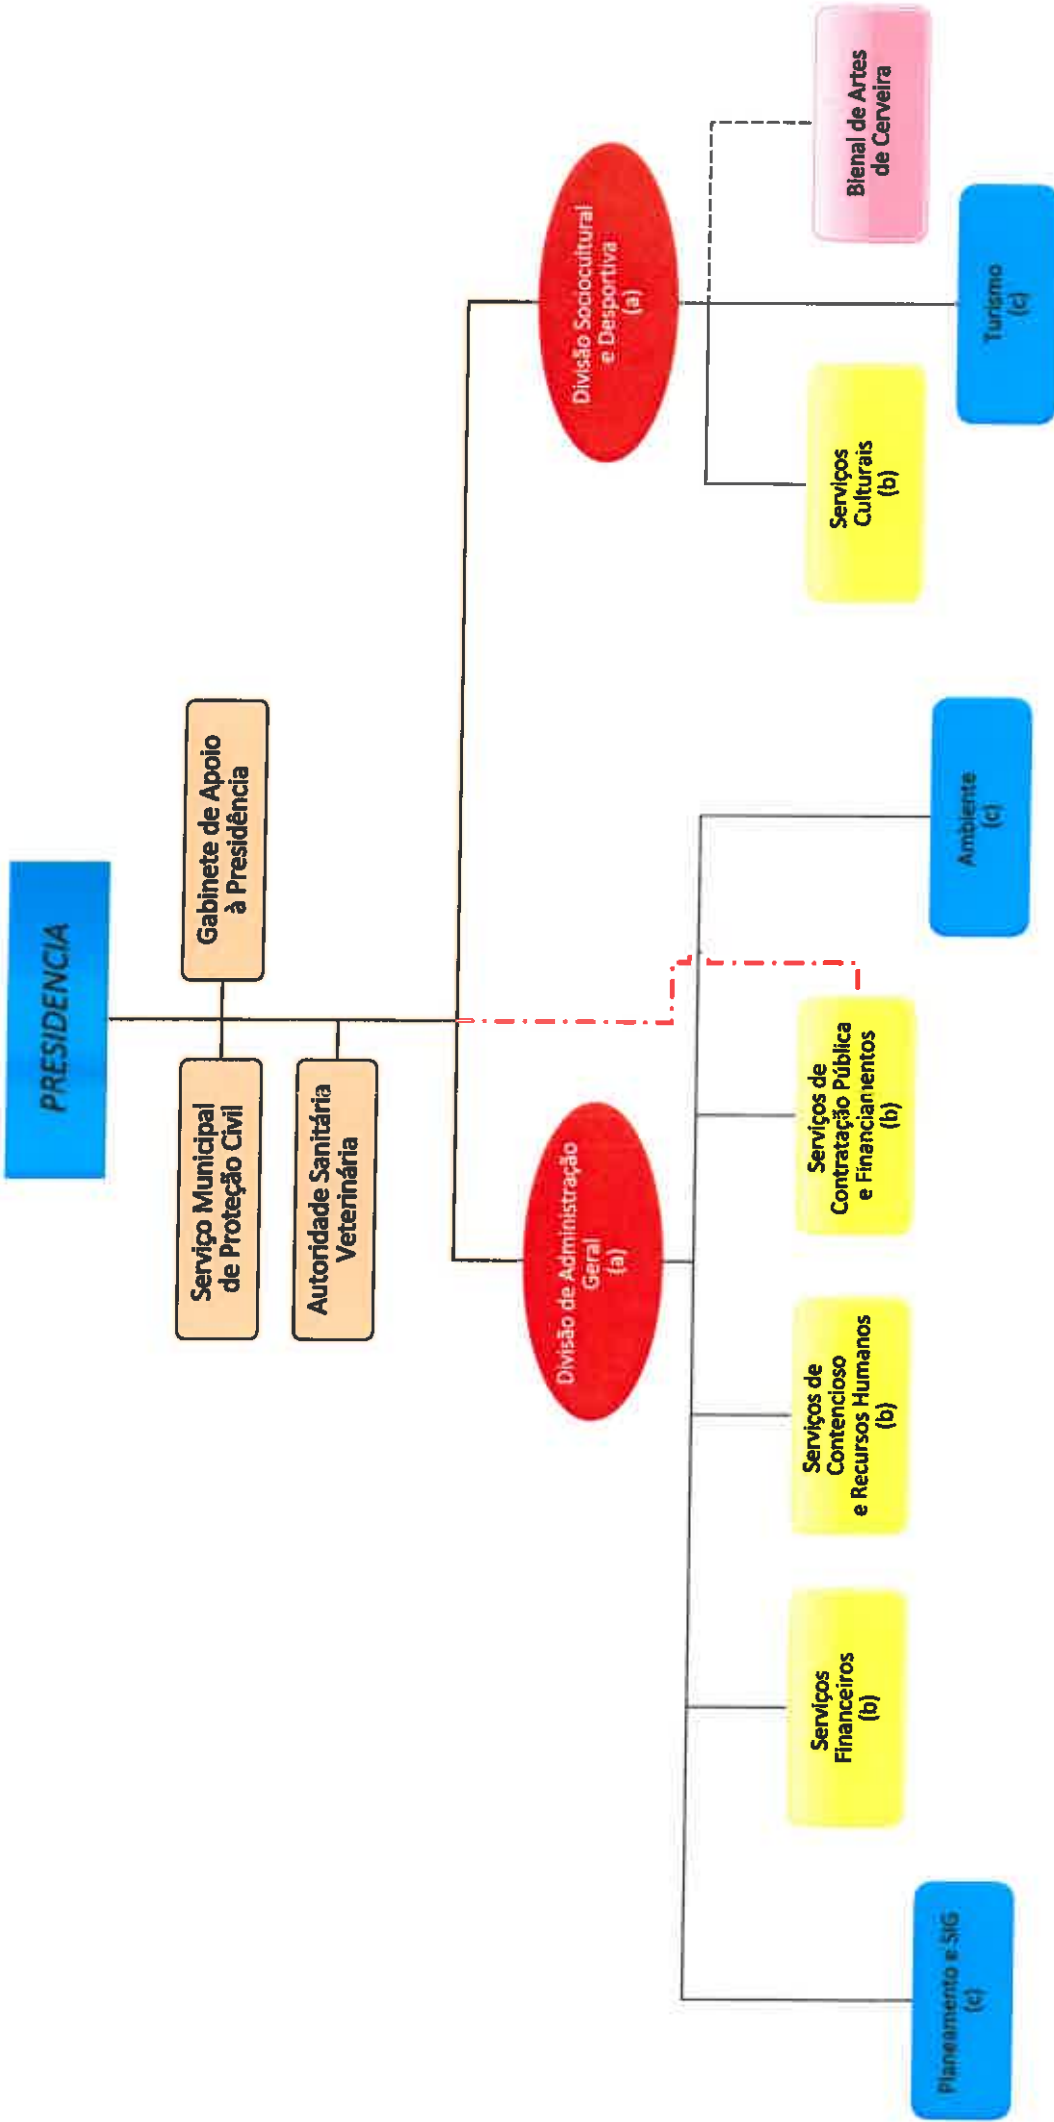 PRESIDENCIA
Gabinete de Apoio
à Presidência
Serviço Municipal
de Proteção Civil
Autoridade Sanitária
Veterinária
Divisão de Administração
Geral
(a)
Divisão Sociocultural
e Desportiva
(a)
Planeamento e SIG
(c)
Serviços
Financeiros
(b)
Serviços de
Contencioso
e Recursos Humanos
(b)
Serviços de
Contratação Pública
e Financiamentos
(b)
Ambiente
(c)
Serviços
Culturais
(b)
Turismo
(c)
Bienal de Artes
de Cerveira